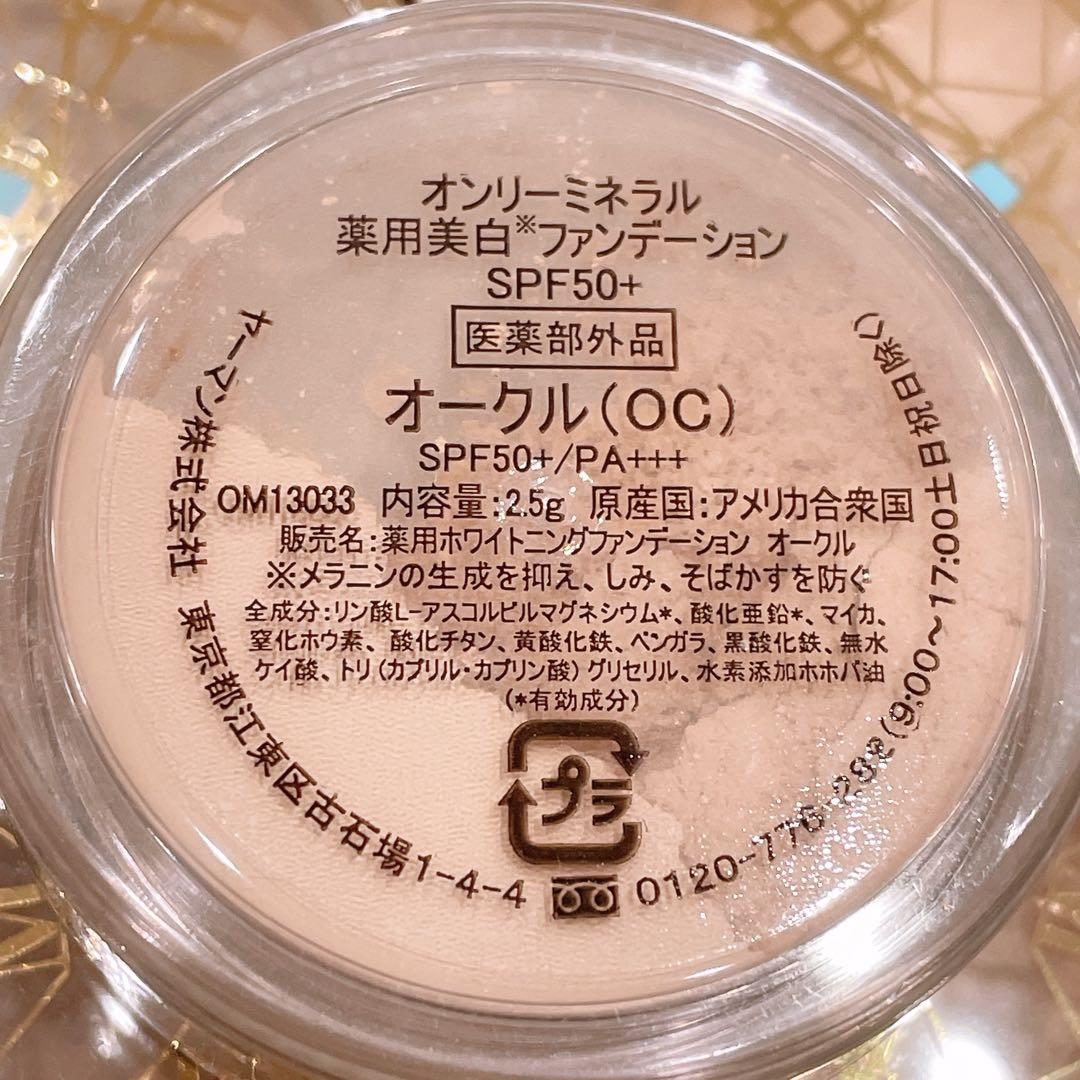 オンリーミネラル
薬用美白※ファンデーション
SPF50+
医薬部外品
オークル(OC)
SPF50+/PA+++
OM13033 内容量:2.5g 原産国:アメリカ合衆国
販売名:薬用ホワイトニングファンデーション オークル
※メラニンの生成を抑え、しみ、そばかすを防ぐ
全成分:リン酸L-アスコルビルマグネシウム*、酸化亜鉛*、マイカ、
窒化ホウ素、酸化チタン、黄酸化鉄、ベンガラ、黒酸化鉄、無水
ケイ酸、トリ(カプリル・カプリン酸)グリセリル、水素添加ホホバ油
(*有効成分)
プラ
ヤーマン株式会社 東京都江東区古石場1-4-4 0120-776-282(9:00~17:00土日祝日除く)